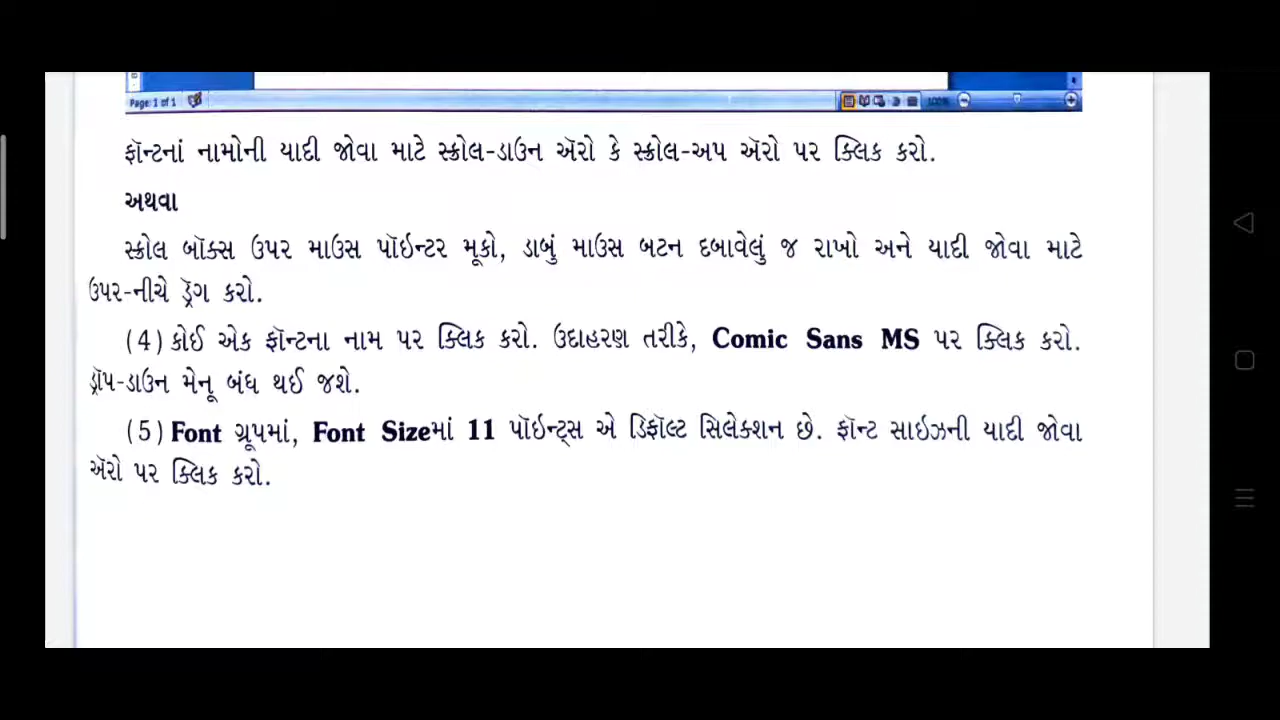 Page: 1 of 1 100%
ફૉન્ટનાં નામોની યાદી જોવા માટે સ્ક્રોલ-ડાઉન ઍરો કે સ્ક્રોલ-અપ ઍરો પર ક્લિક કરો.
અથવા
સ્ક્રોલ બૉક્સ ઉપર માઉસ પૉઇન્ટર મૂકો, ડાબું માઉસ બટન દબાવેલું જ રાખો અને યાદી જોવા માટે
ઉપર-નીચે ડ્રૅગ કરો.
(4) કોઈ એક ફૉન્ટના નામ પર ક્લિક કરો. ઉદાહરણ તરીકે, Comic Sans MS પર ક્લિક કરો.
ડ્રૉપ-ડાઉન મેનૂ બંધ થઈ જશે.
(5) Font ગ્રૂપમાં, Font Sizeમાં 11 પૉઇન્ટ્સ એ ડિફૉલ્ટ સિલેક્શન છે. ફૉન્ટ સાઇઝની યાદી જોવા
ઍરો પર ક્લિક કરો.